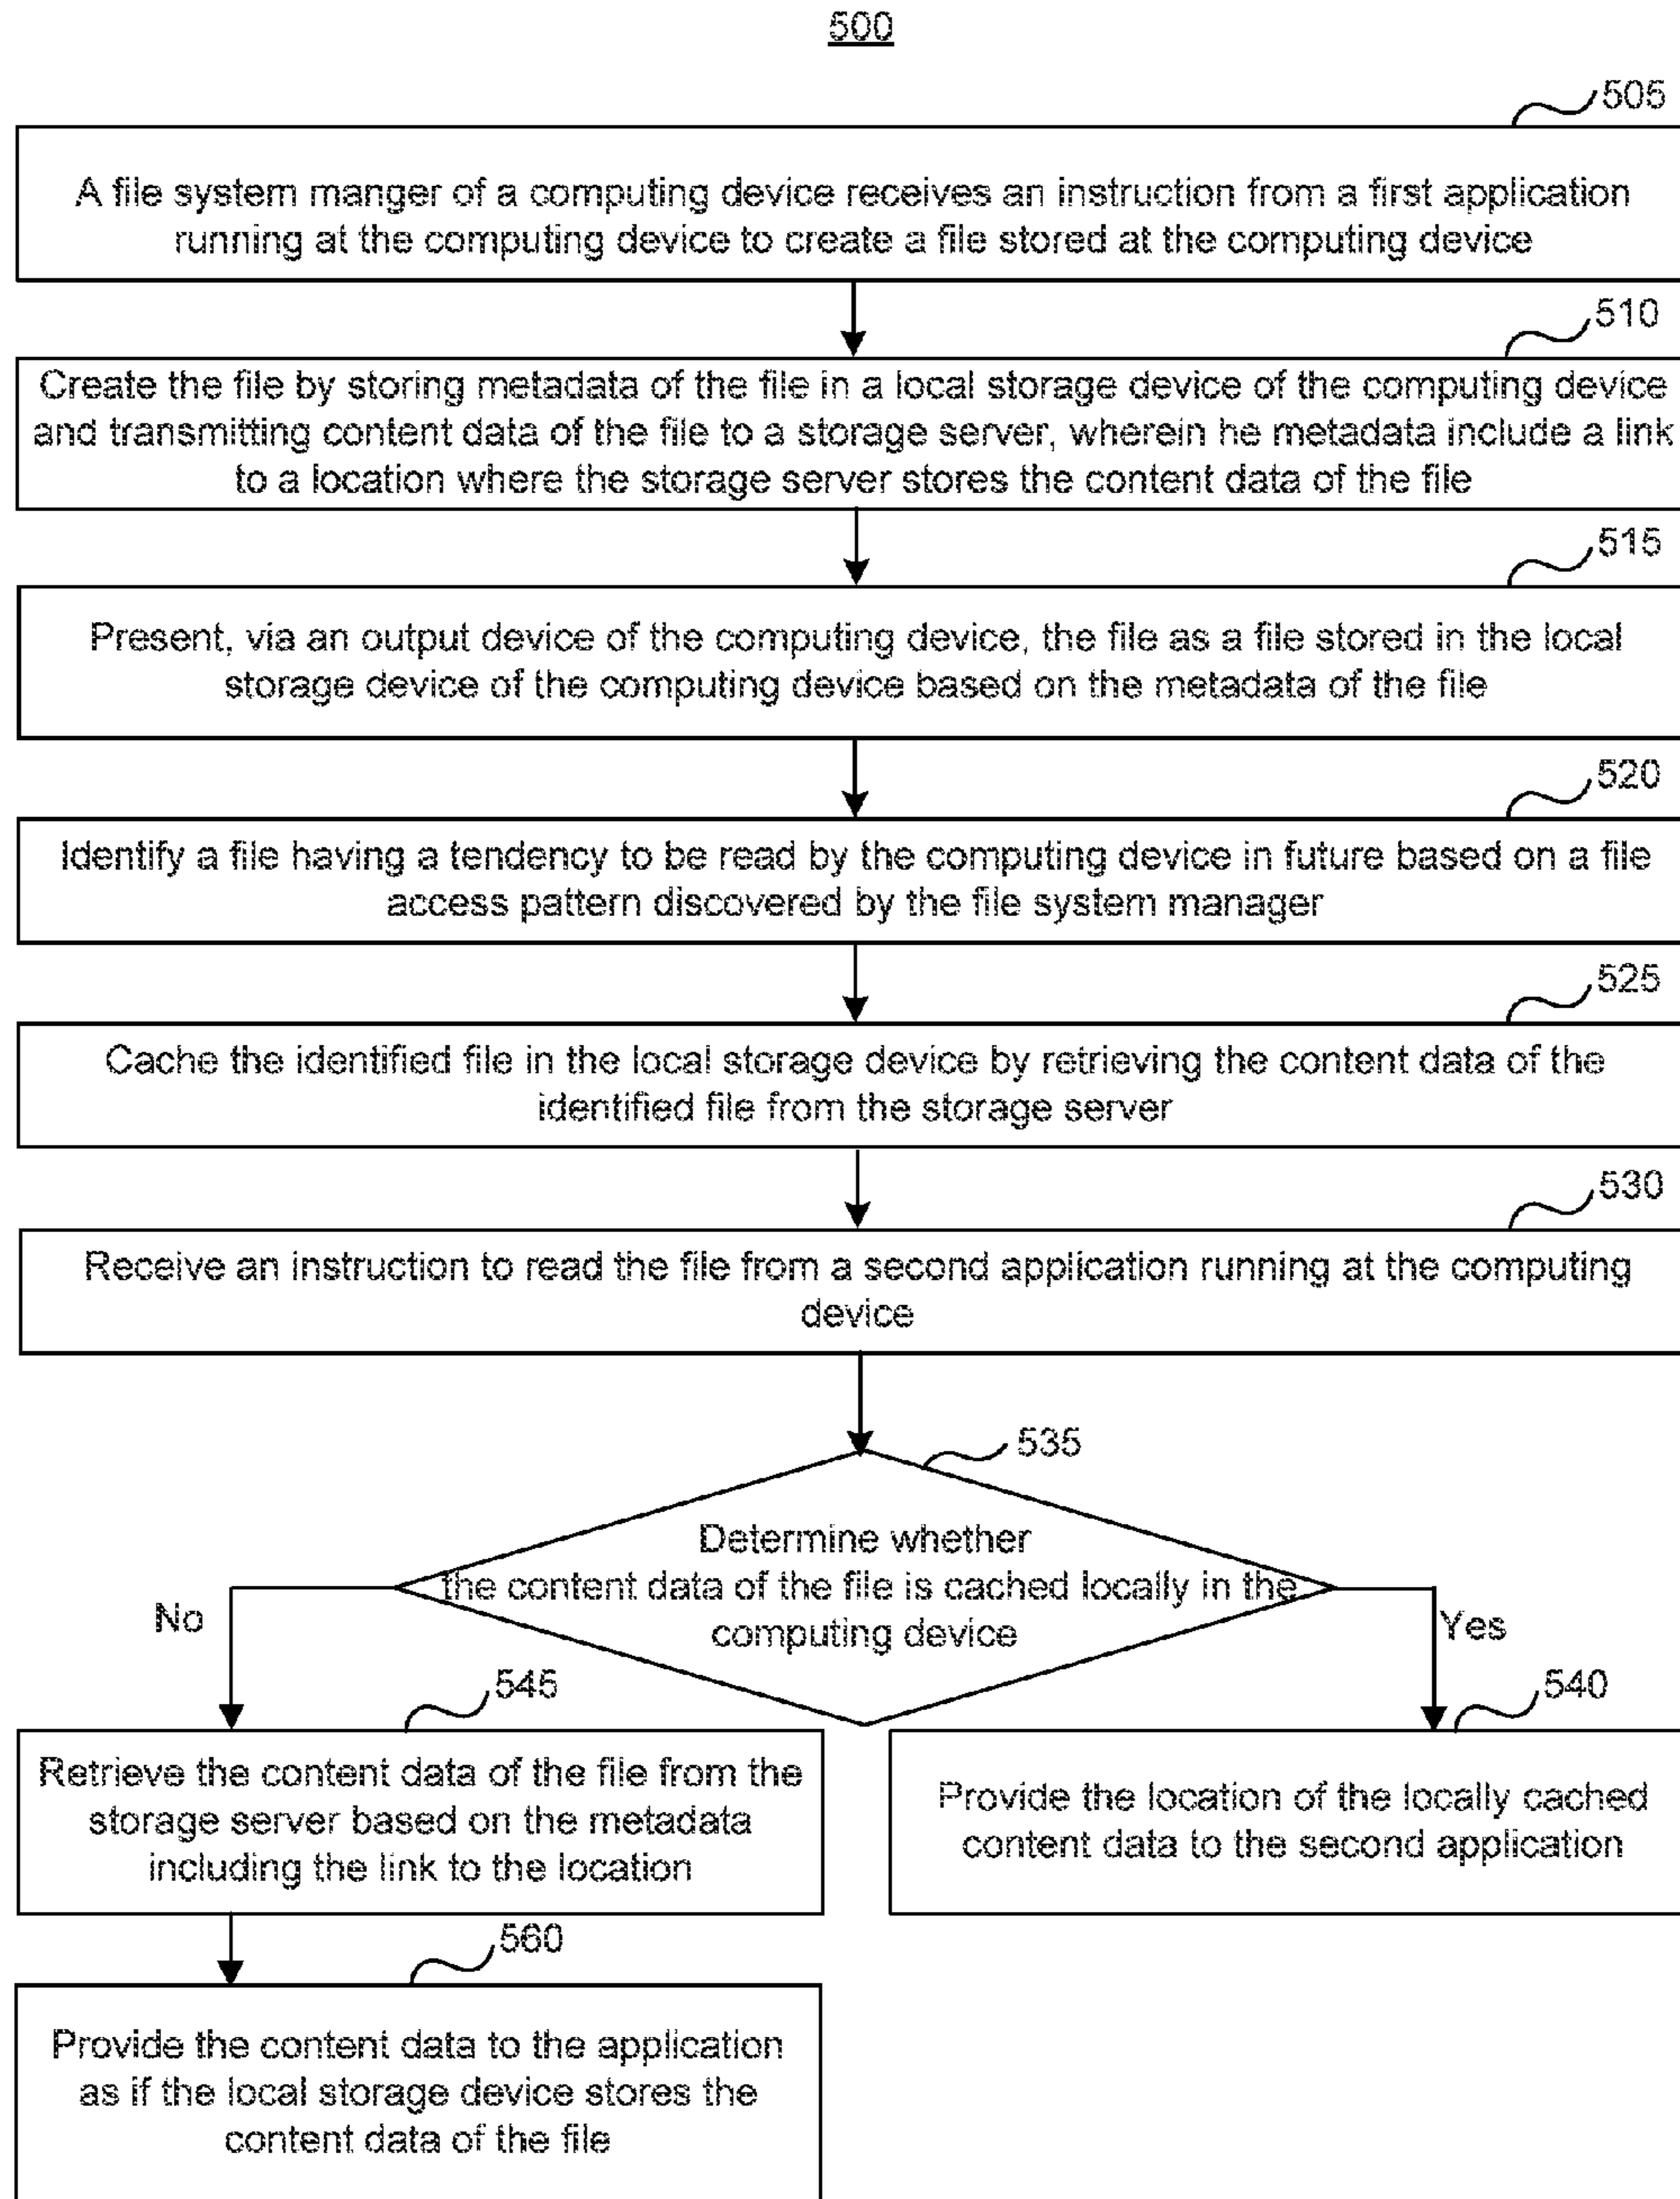 500
505
A file system manger of a computing device receives an instruction from a first application
running at the computing device to create a file stored at the computing device
510
Create the file by storing metadata of the file in a local storage device of the computing device
and transmitting content data of the file to a storage server, wherein he metadata include a link
to a location where the storage server stores the content data of the file
515
Present, via an output device of the computing device, the file as a file stored in the local
storage device of the computing device based on the metadata of the file
520
Identify a file having a tendency to be read by the computing device in future based on a file
access pattern discovered by the file system manager
525
Cache the identified file in the local storage device by retrieving the content data of the
identified file from the storage server
530
Receive an instruction to read the file from a second application running at the computing
device
535
Determine whether
the content data of the file is cached locally in the
computing device
No
Yes
545
Retrieve the content data of the file from the
storage server based on the metadata
including the link to the location
540
Provide the location of the locally cached
content data to the second application
560
Provide the content data to the application
as if the local storage device stores the
content data of the file